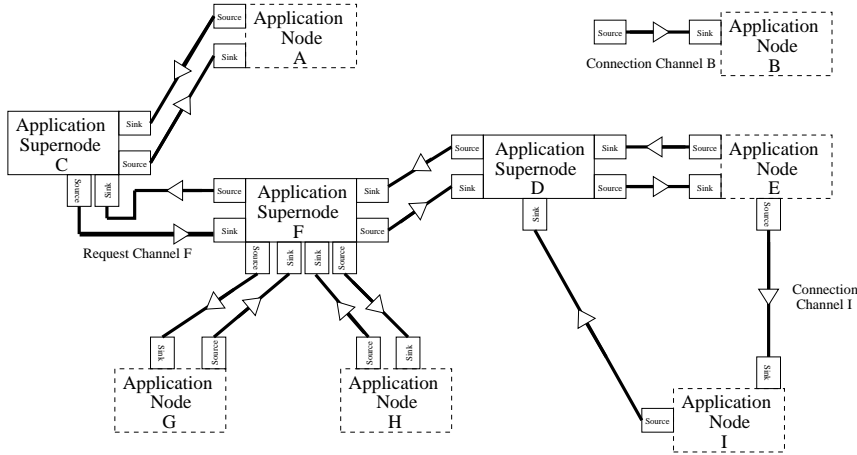 Source
Application
Node
A
Sink
Source
Sink
Application
Node
B
Connection Channel B
Application
Supernode
C
Sink
Source
Source
Sink
Source
Sink
Application
Supernode
D
Sink
Source
Source
Sink
Application
Node
E
Source
Sink
Source
Sink
Application
Supernode
F
Sink
Source
Request Channel F
Source
Sink
Sink
Source
Connection
Channel I
Sink
Source
Application
Node
G
Source
Sink
Application
Node
H
Sink
Source
Application
Node
I